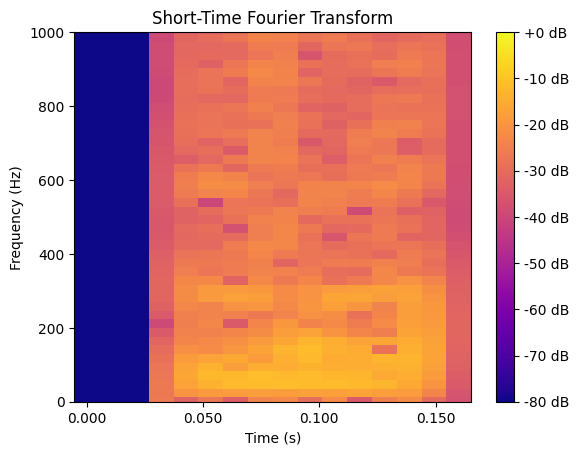 Short-Time Fourier Transform
1000
800
600
400
200
0
Frequency (Hz)
0.000
0.050
0.100
0.150
Time (s)
+0 dB
-10 dB
-20 dB
-30 dB
-40 dB
-50 dB
-60 dB
-70 dB
-80 dB